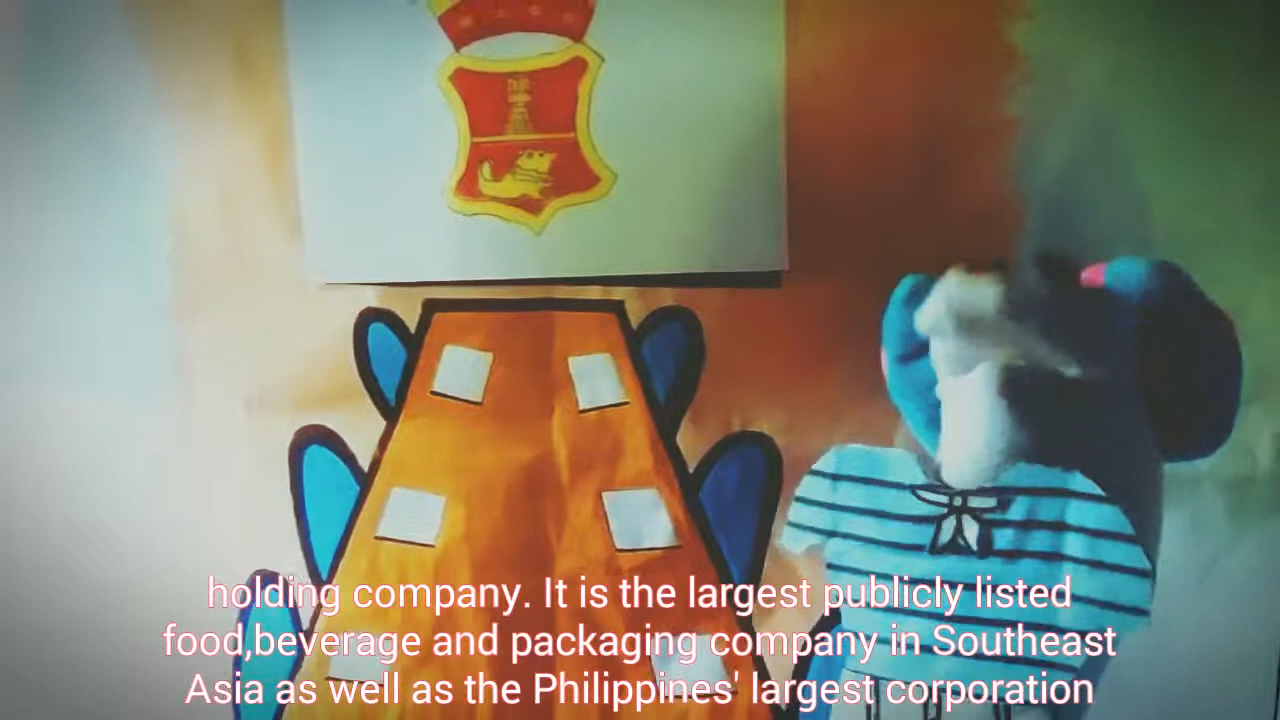 holding company. It is the largest publicly listed
food,beverage and packaging company in Southeast
Asia as well as the Philippines' largest corporation